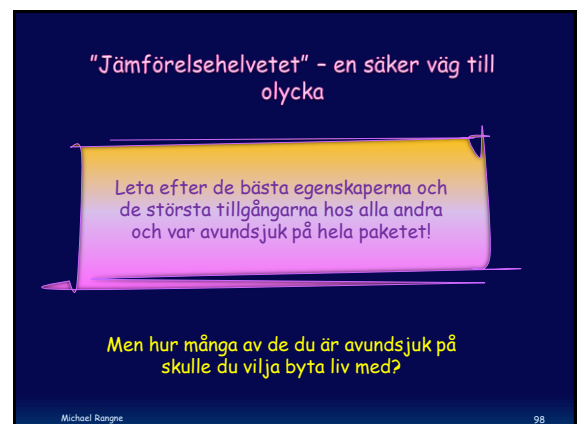 ”Jämförelsehelvetet” – en säker väg till
olycka
Leta efter de bästa egenskaperna och
de största tillgångarna hos alla andra
och var avundsjuk på hela paketet!
Men hur många av de du är avundsjuk på
skulle du vilja byta liv med?
Michael Rangne
98